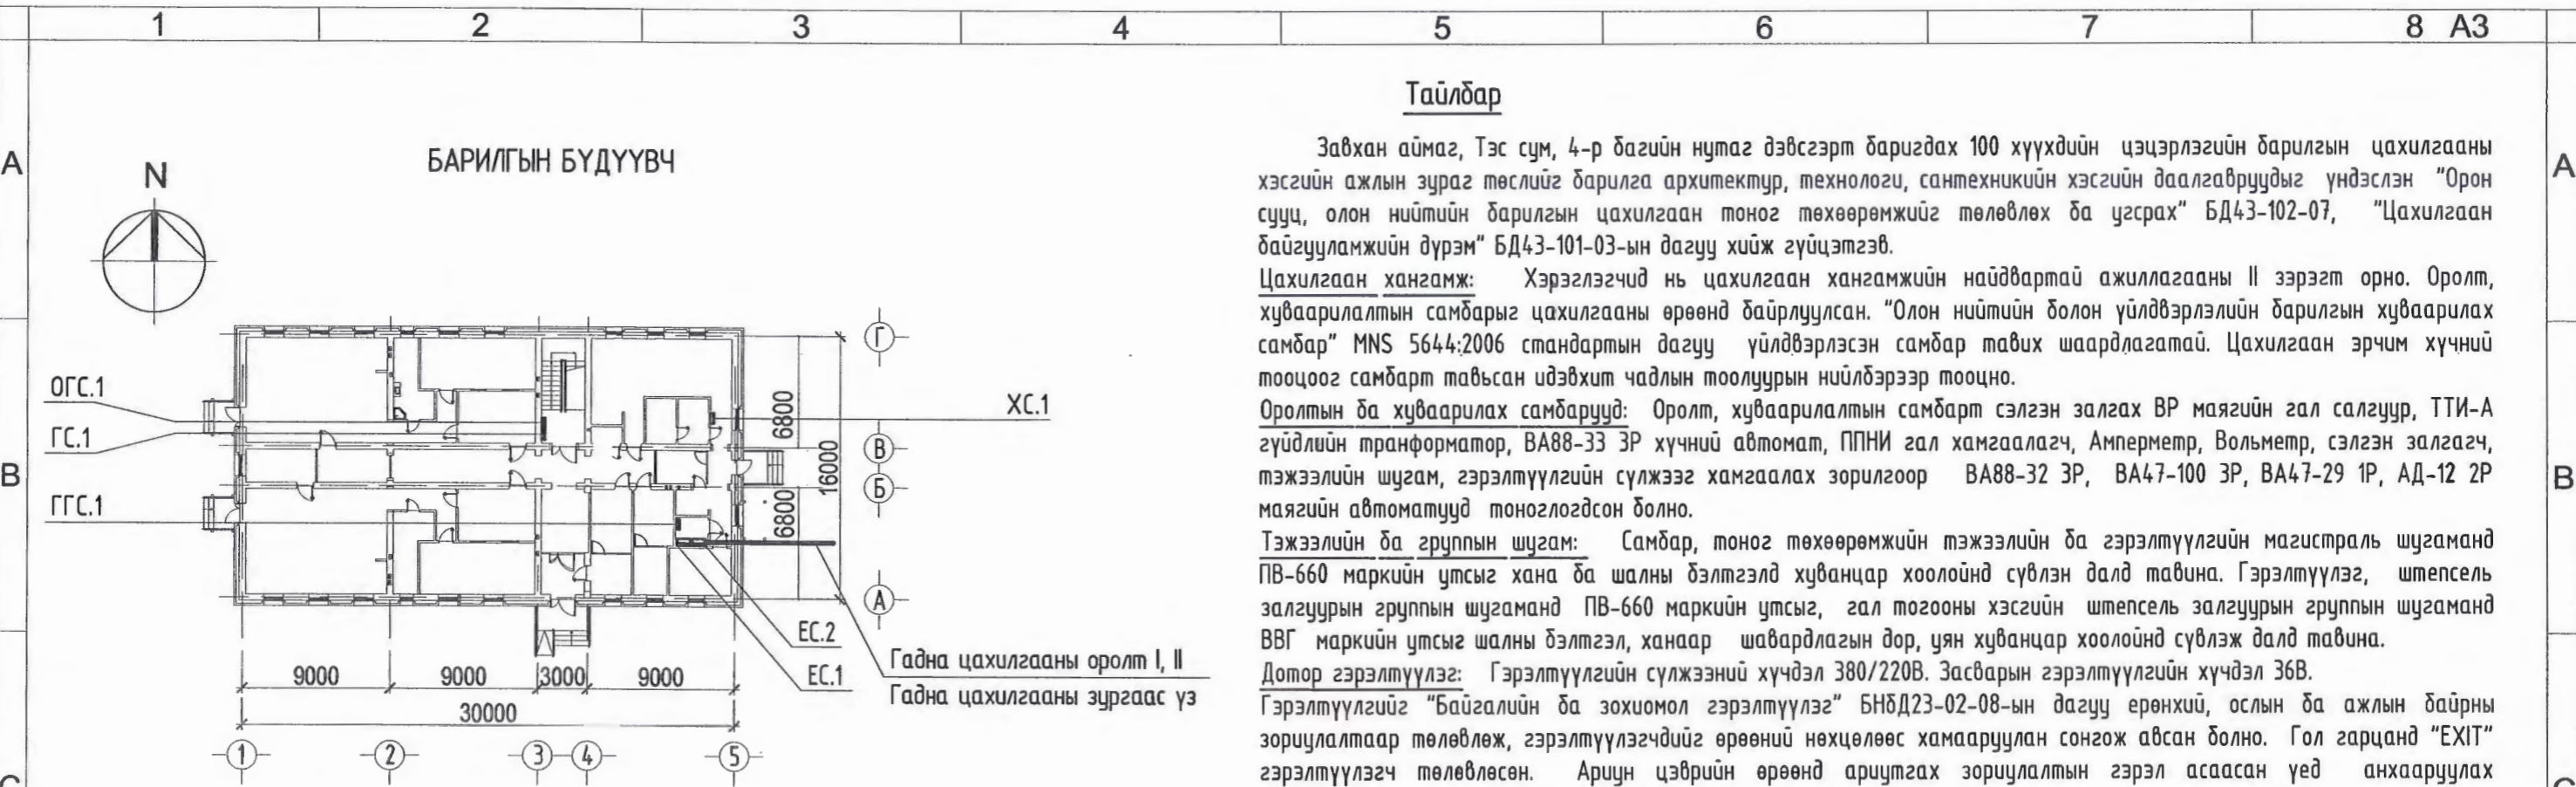 1 2 3 4 5 6 7 8 A3
A
A
B
B
C
C
N
БАРИЛГЫН БҮДҮҮВЧ
ОГС.1
ГС.1
ГГС.1
ХС.1
ЕС.2
ЕС.1
Гадна цахилгааны оролт I, II
Гадна цахилгааны зургаас үз
Г
В
Б
А
6800
6800
16000
9000 9000 3000 9000
30000
1 2 3 4 5
Тайлбар
Завхан аймаг, Тэс сум, 4-р багийн нутаг дэвсгэрт баригдах 100 хүүхдийн цэцэрлэгийн барилгын цахилгааны
хэсгийн ажлын зураг төслийг барилга архитектур, технологи, сантехникийн хэсгийн даалгавруудыг үндэслэн "Орон
сууц, олон нийтийн барилгын цахилгаан тоног төхөөрөмжийг төлөвлөх ба угсрах" БД43-102-07, "Цахилгаан
байгууламжийн дүрэм" БД43-101-03-ын дагуу хийж гүйцэтгэв.
Цахилгаан хангамж: Хэрэглэгчид нь цахилгаан хангамжийн найдвартай ажиллагааны II зэрэгт орно. Оролт,
хуваарилалтын самбарыг цахилгааны өрөөнд байрлуулсан. "Олон нийтийн болон үйлдвэрлэлийн барилгын хуваарилах
самбар" MNS 5644:2006 стандартын дагуу үйлдвэрлэсэн самбар тавих шаардлагатай. Цахилгаан эрчим хүчний
тооцоог самбарт тавьсан идэвхит чадлын тоолуурын нийлбэрээр тооцно.
Оролтын ба хуваарилах самбарууд: Оролт, хуваарилалтын самбарт сэлгэн залгах ВР маягийн гал салгуур, ТТИ-А
гүйдлийн транформатор, ВА88-33 3Р хүчний автомат, ППНИ гал хамгаалагч, Амперметр, Вольметр, сэлгэн залгагч,
тэжээлийн шугам, гэрэлтүүлгийн сүлжээг хамгаалах зорилгоор ВА88-32 3Р, ВА47-100 3Р, ВА47-29 1Р, АД-12 2Р
маягийн автоматууд тоноглогдсон болно.
Тэжээлийн ба группын шугам: Самбар, тоног төхөөрөмжийн тэжээлийн ба гэрэлтүүлгийн магистраль шугаманд
ПВ-660 маркийн утсыг хана ба шалны бэлтгэлд хуванцар хоолойнд сүвлэн далд тавина. Гэрэлтүүлэг, штепсель
залгуурын группын шугаманд ПВ-660 маркийн утсыг, гал тогооны хэсгийн штепсель залгуурын группын шугаманд
ВВГ маркийн утсыг шалны бэлтгэл, ханаар шавардлагын дор, уян хуванцар хоолойнд сүвлэж далд тавина.
Дотор гэрэлтүүлэг: Гэрэлтүүлгийн сүлжээний хүчдэл 380/220В. Засварын гэрэлтүүлгийн хүчдэл 36В.
Гэрэлтүүлгийг "Байгалийн ба зохиомол гэрэлтүүлэг" БНбД23-02-08-ын дагуу ерөнхий, ослын ба ажлын байрны
зориулалтаар төлөвлөж, гэрэлтүүлэгчдийг өрөөний нөхцөлөөс хамааруулан сонгож авсан болно. Гол гарцанд "EXIT"
гэрэлтүүлэгч төлөвлөсөн. Ариун цэврийн өрөөнд ариутгах зориулалтын гэрэл асаасан үед анхааруулах